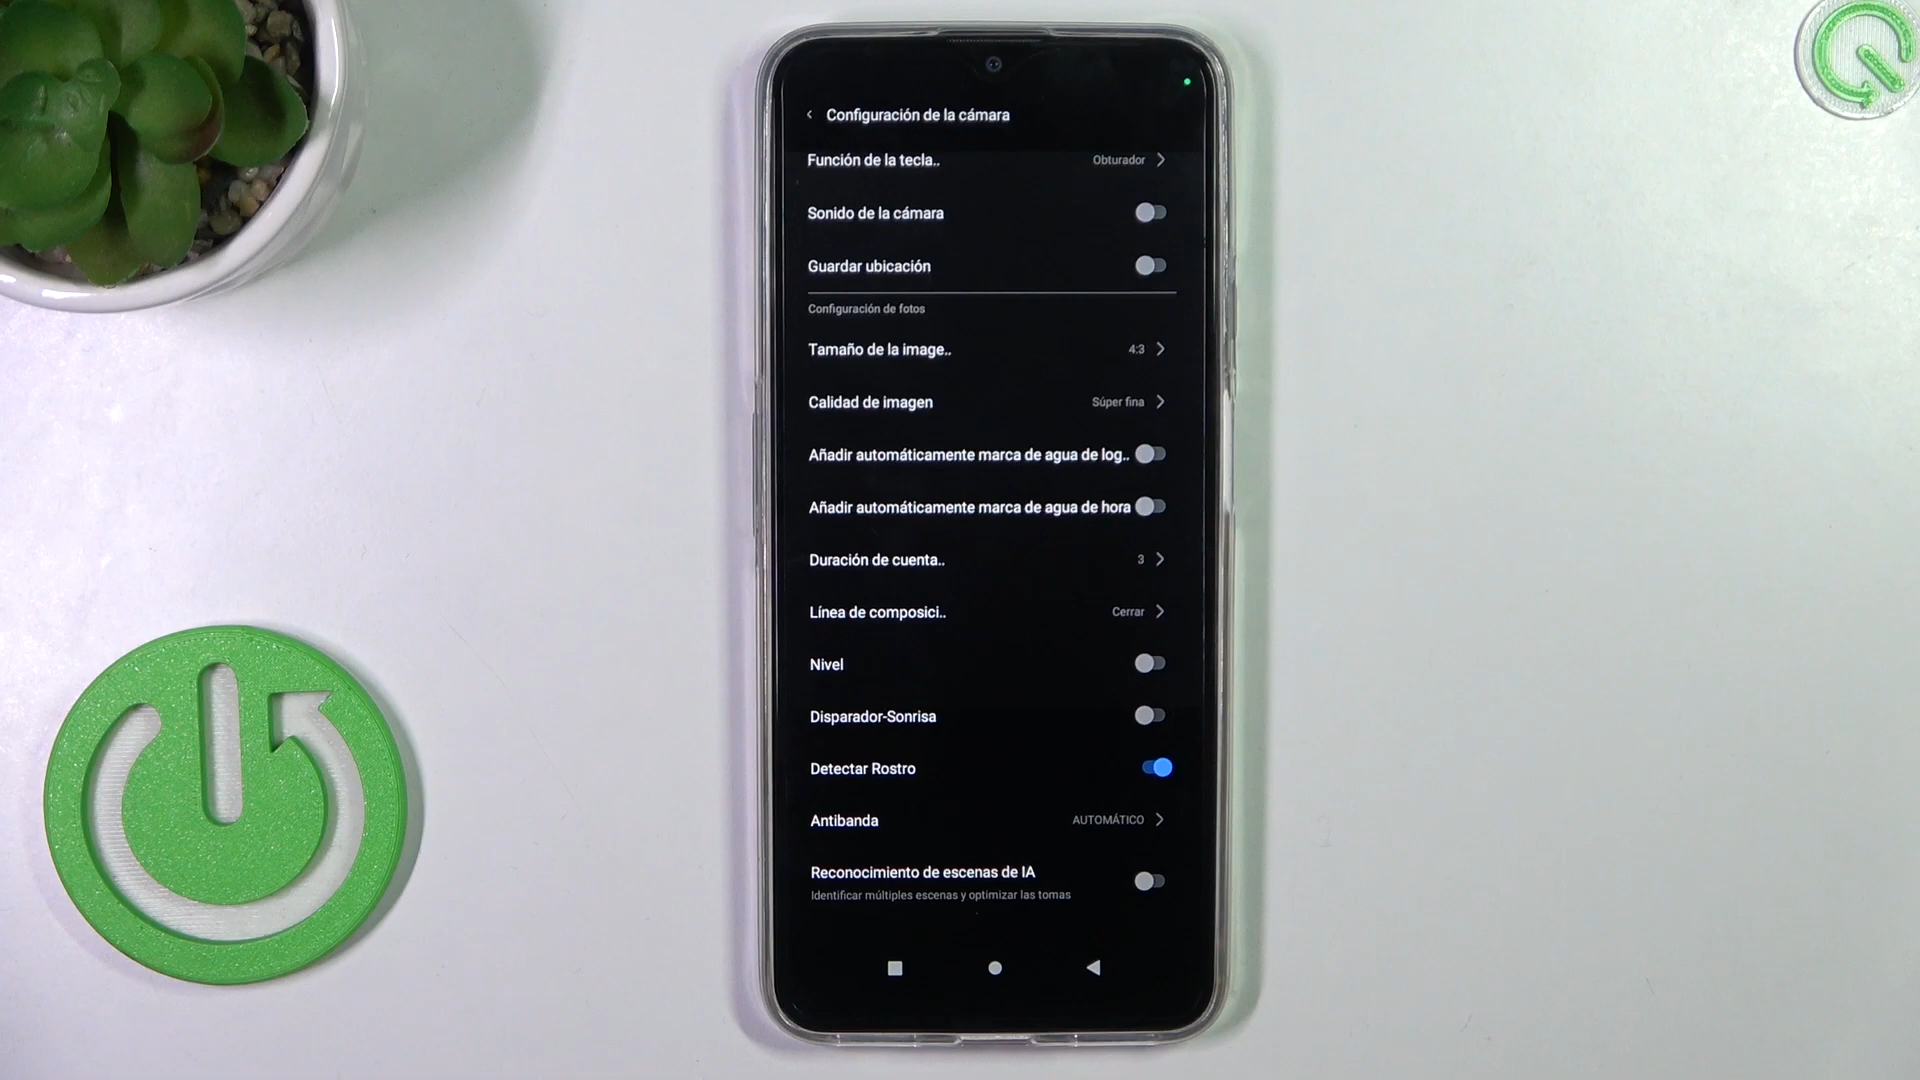 Configuración de la cámara
Función de la tecla.. Obturador
Sonido de la cámara
Guardar ubicación
Configuración de fotos
Tamaño de la image.. 4:3
Calidad de imagen Súper fina
Añadir automáticamente marca de agua de log..
Añadir automáticamente marca de agua de hora
Duración de cuenta.. 3
Línea de composici.. Cerrar
Nivel
Disparador-Sonrisa
Detectar Rostro
Antibanda AUTOMÁTICO
Reconocimiento de escenas de IA
Identificar múltiples escenas y optimizar las tomas